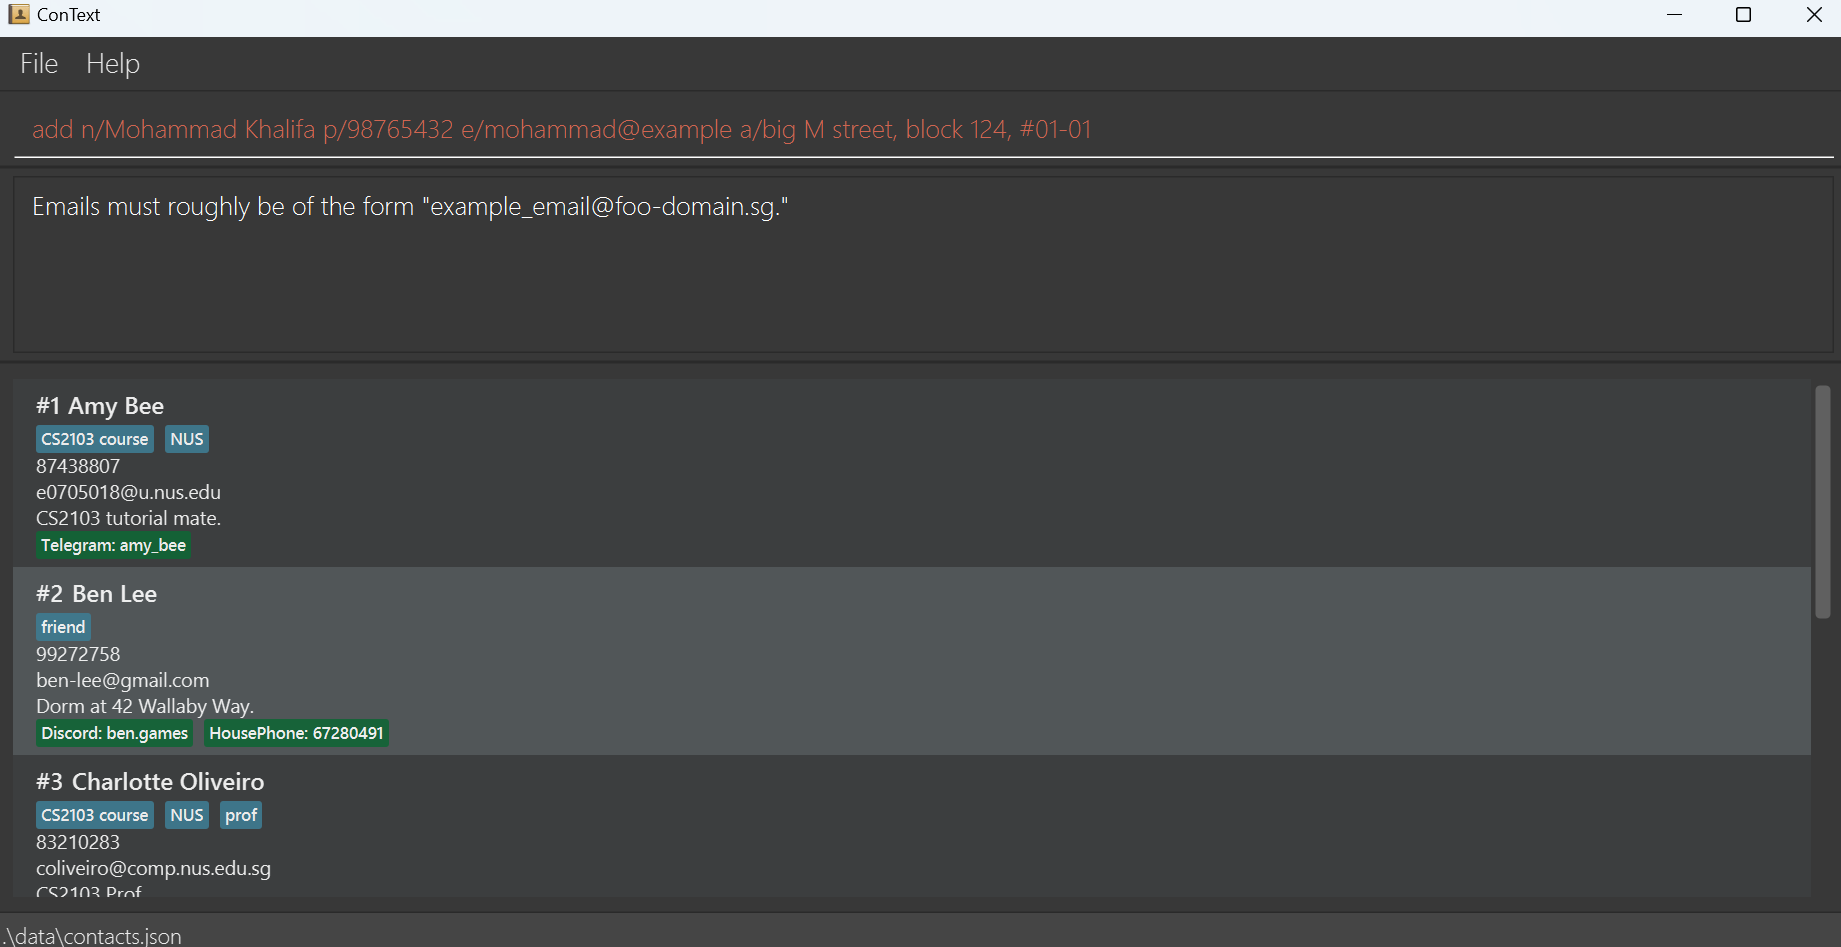 ConText
File Help
add n/Mohammad Khalifa p/98765432 e/mohammad@example a/big M street, block 124, #01-01
Emails must roughly be of the form "example_email@foo-domain.sg."
#1 Amy Bee
CS2103 course NUS
87438807
e0705018@u.nus.edu
CS2103 tutorial mate.
Telegram: amy_bee
#2 Ben Lee
friend
99272758
ben-lee@gmail.com
Dorm at 42 Wallaby Way.
Discord: ben.games HousePhone: 67280491
#3 Charlotte Oliveiro
CS2103 course NUS prof
83210283
coliveiro@comp.nus.edu.sg
CS2103 Prof
.\data\contacts.json